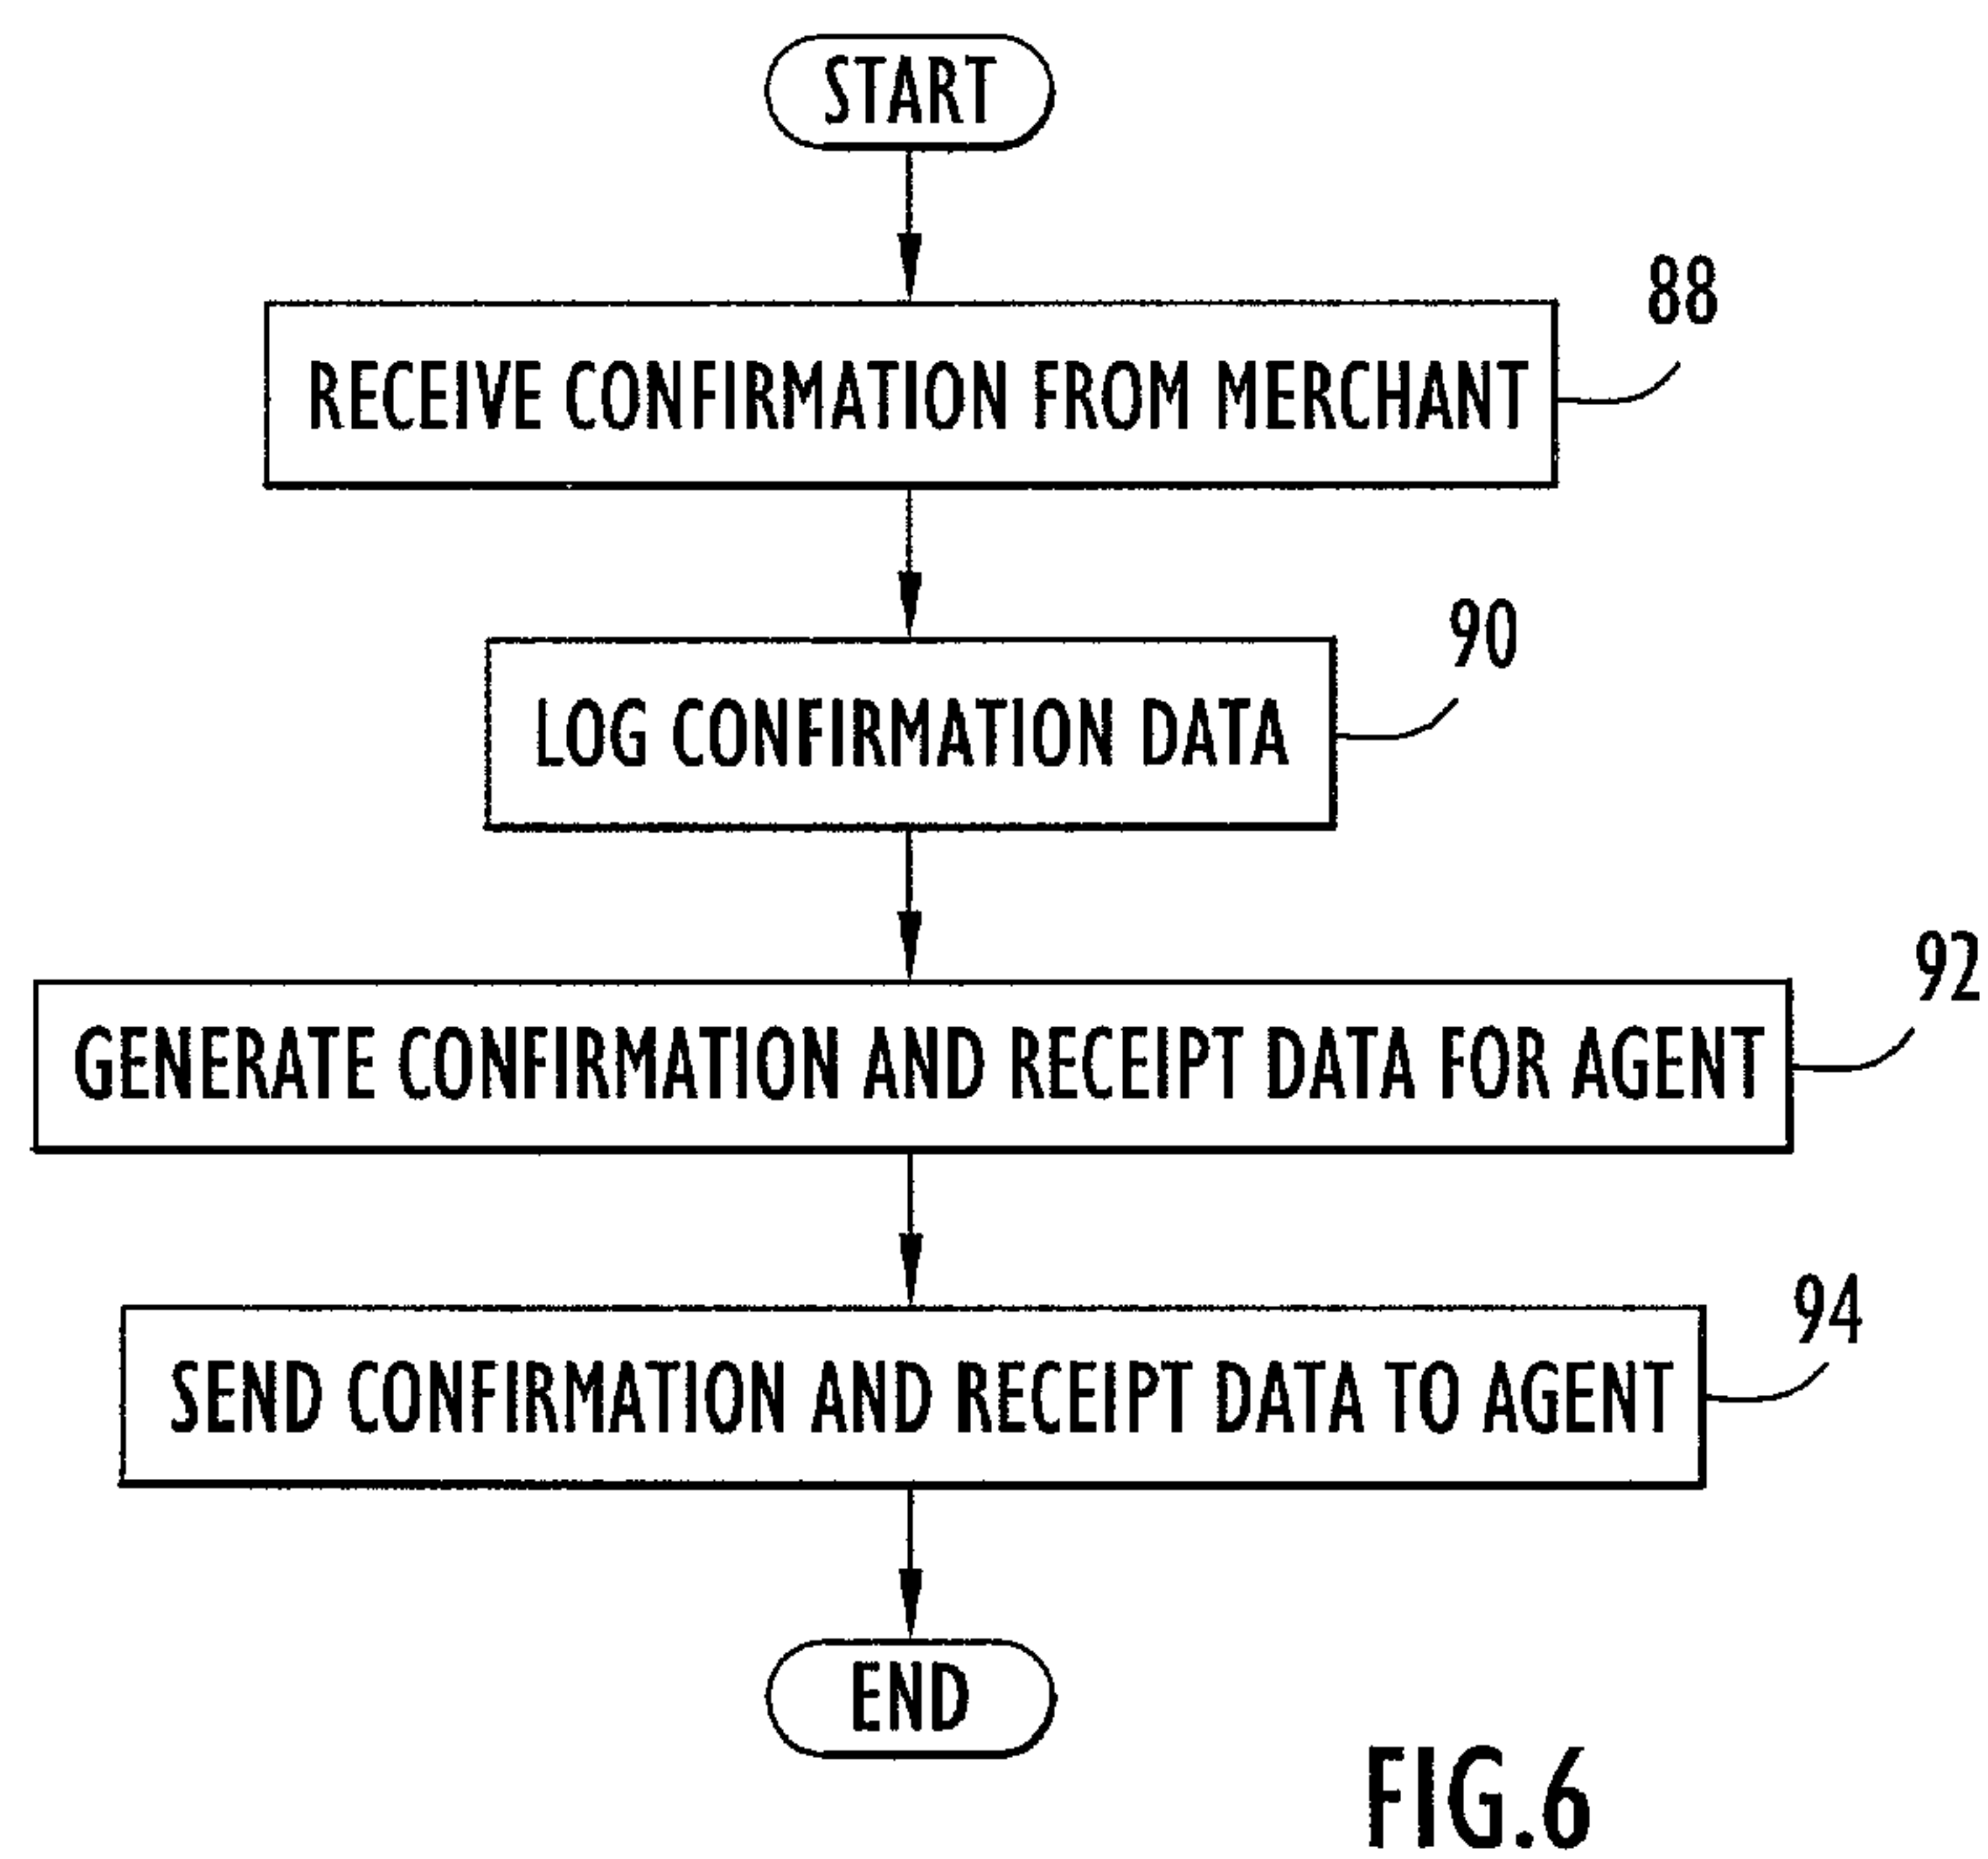 START
88
RECEIVE CONFIRMATION FROM MERCHANT
90
LOG CONFIRMATION DATA
92
GENERATE CONFIRMATION AND RECEIPT DATA FOR AGENT
94
SEND CONFIRMATION AND RECEIPT DATA TO AGENT
END
FIG.6